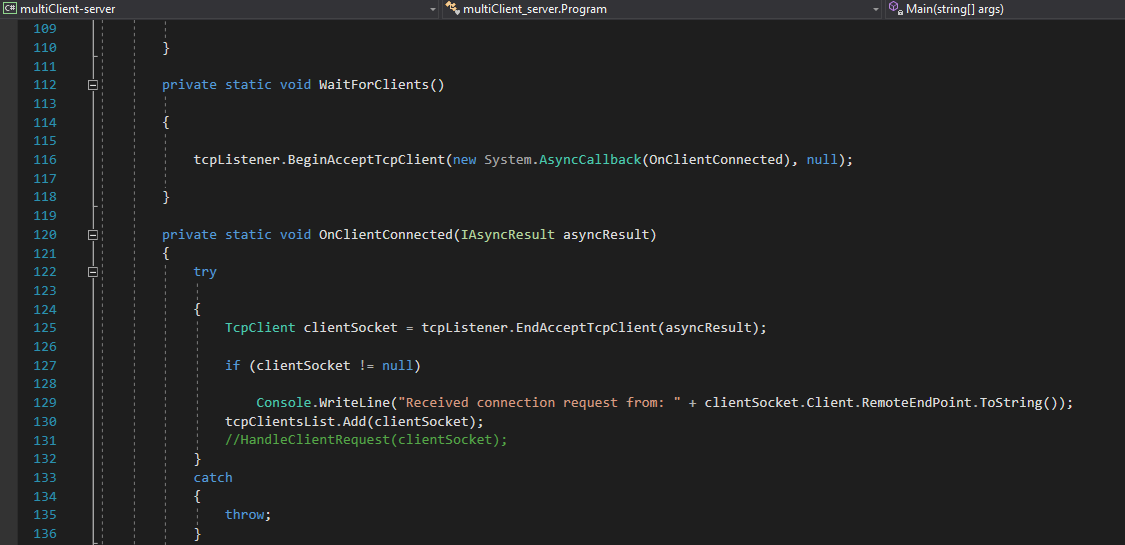 C# multiClient-server multiClient_server.Program Main(string[] args)
109
110 }
111
112 private static void WaitForClients()
113
114 {
115
116 tcpListener.BeginAcceptTcpClient(new System.AsyncCallback(OnClientConnected), null);
117
118 }
119
120 private static void OnClientConnected(IAsyncResult asyncResult)
121 {
122 try
123
124 {
125 TcpClient clientSocket = tcpListener.EndAcceptTcpClient(asyncResult);
126
127 if (clientSocket != null)
128
129 Console.WriteLine("Received connection request from: " + clientSocket.Client.RemoteEndPoint.ToString());
130 tcpClientsList.Add(clientSocket);
131 //HandleClientRequest(clientSocket);
132 }
133 catch
134 {
135 throw;
136 }